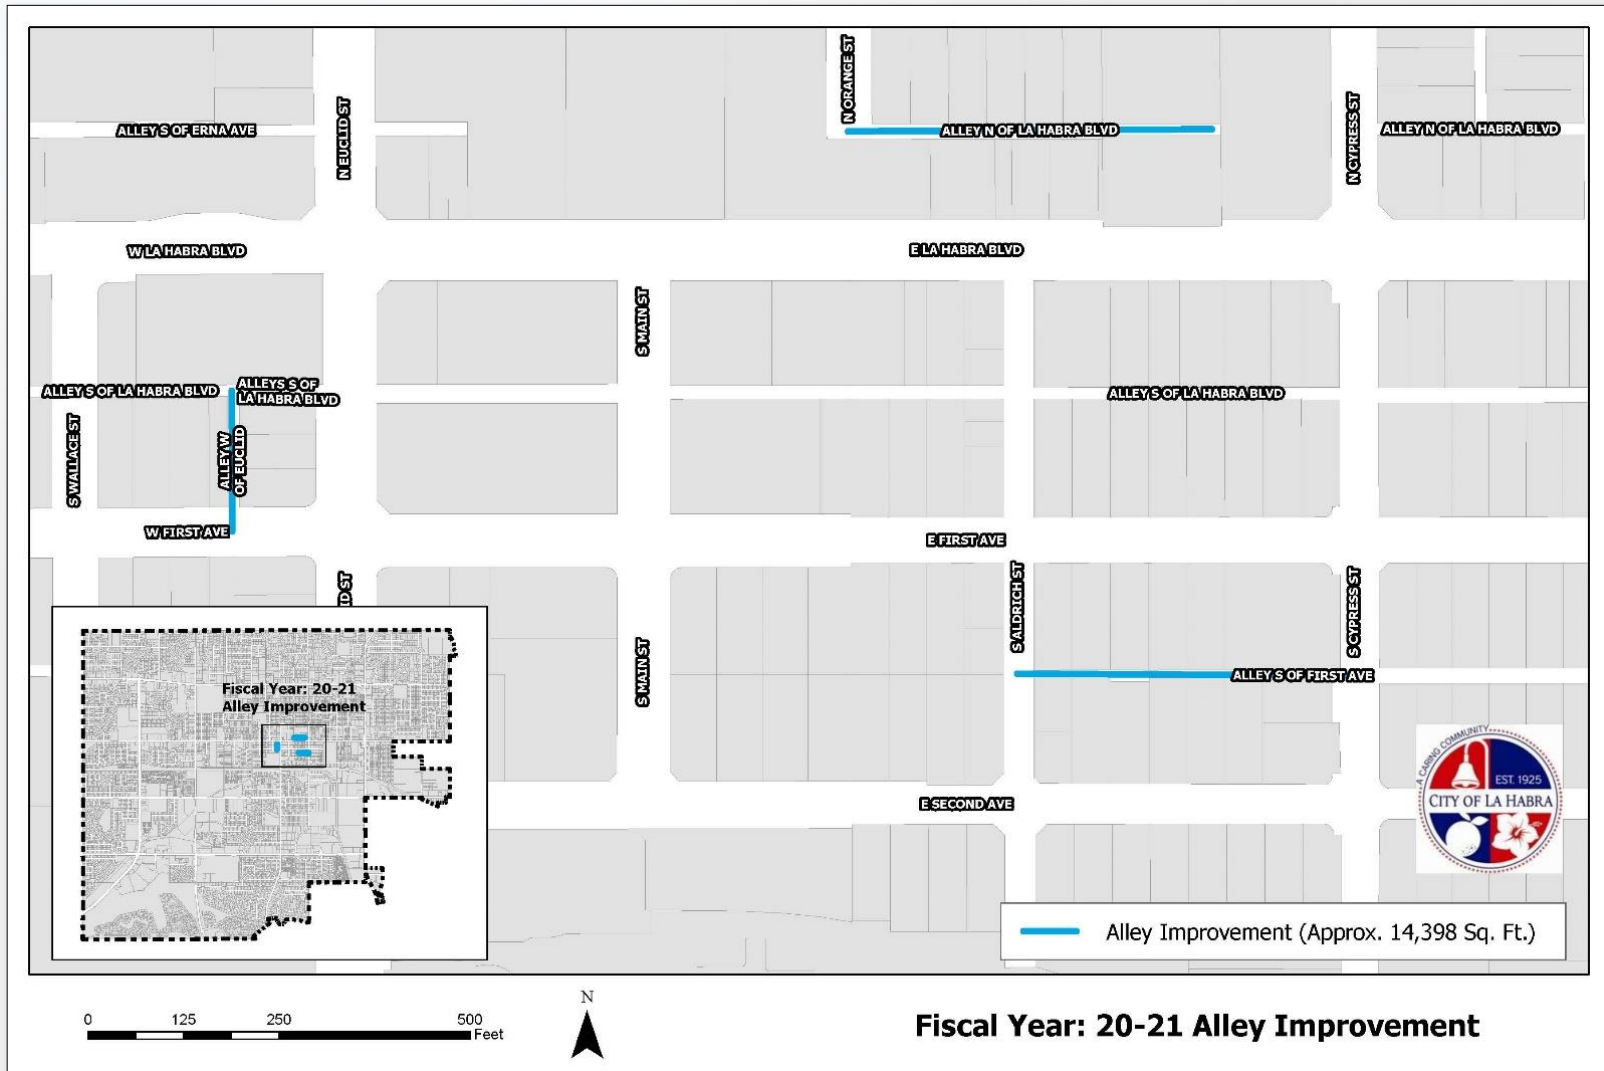 N ORANGE ST
ALLEY S OF ERNA AVE
N EUCLID ST
ALLEY N OF LA HABRA BLVD
N CYPRESS ST
ALLEY N OF LA HABRA BLVD
W LA HABRA BLVD
E LA HABRA BLVD
S MAIN ST
ALLEY S OF LA HABRA BLVD
ALLEYS S OF
LA HABRA BLVD
ALLEY S OF LA HABRA BLVD
S WALLACE ST
ALLEY W
OF EUCLID
W FIRST AVE
E FIRST AVE
ID ST
S ALDRICH ST
S CYPRESS ST
S MAIN ST
ALLEY S OF FIRST AVE
Fiscal Year: 20-21
Alley Improvement
A CARING COMMUNITY
EST. 1925
CITY OF LA HABRA
E SECOND AVE
Alley Improvement (Approx. 14,398 Sq. Ft.)
0 125 250 500
Feet
N
Fiscal Year: 20-21 Alley Improvement